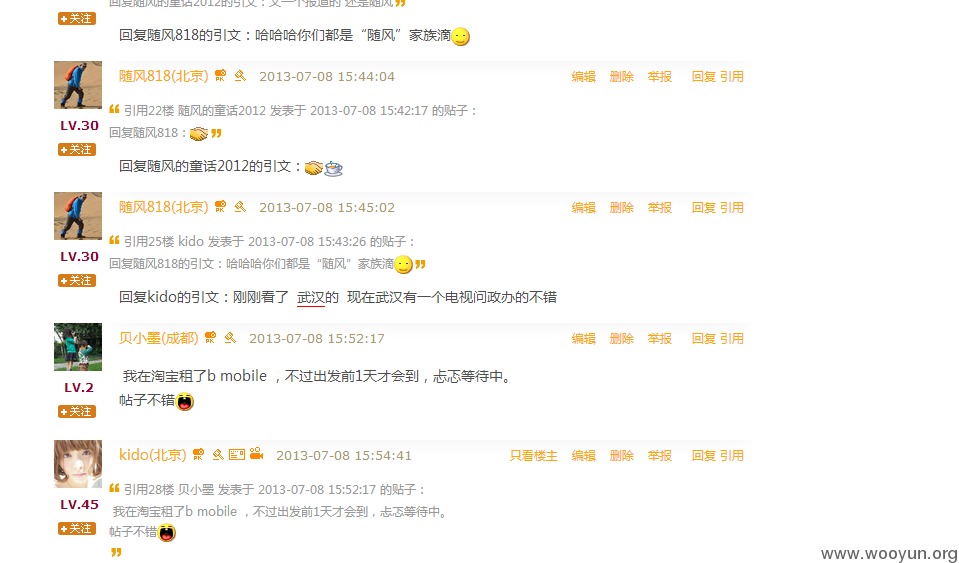 回复随风的童话2012的引文：又一个报道的 还是随风
+关注
回复随风818的引文：哈哈哈你们都是“随风”家族滴
随风818(北京) 2013-07-08 15:44:04 编辑 删除 举报 回复 引用
引用22楼 随风的童话2012 发表于 2013-07-08 15:42:17 的贴子：
LV.30
回复随风818：
+关注
回复随风的童话2012的引文：
随风818(北京) 2013-07-08 15:45:02 编辑 删除 举报 回复 引用
引用25楼 kido 发表于 2013-07-08 15:43:26 的贴子：
LV.30
回复随风818的引文：哈哈哈你们都是“随风”家族滴
+关注
回复kido的引文：刚刚看了 武汉的 现在武汉有一个电视问政办的不错
贝小墨(成都) 2013-07-08 15:52:17 编辑 删除 举报 回复 引用
我在淘宝租了b mobile ，不过出发前1天才会到，忐忑等待中。
LV.2
帖子不错
+关注
kido(北京) 2013-07-08 15:54:41 只看楼主 编辑 删除 举报 回复 引用
引用28楼 贝小墨 发表于 2013-07-08 15:52:17 的贴子：
LV.45
我在淘宝租了b mobile ，不过出发前1天才会到，忐忑等待中。
+关注
帖子不错
www.wooyun.org